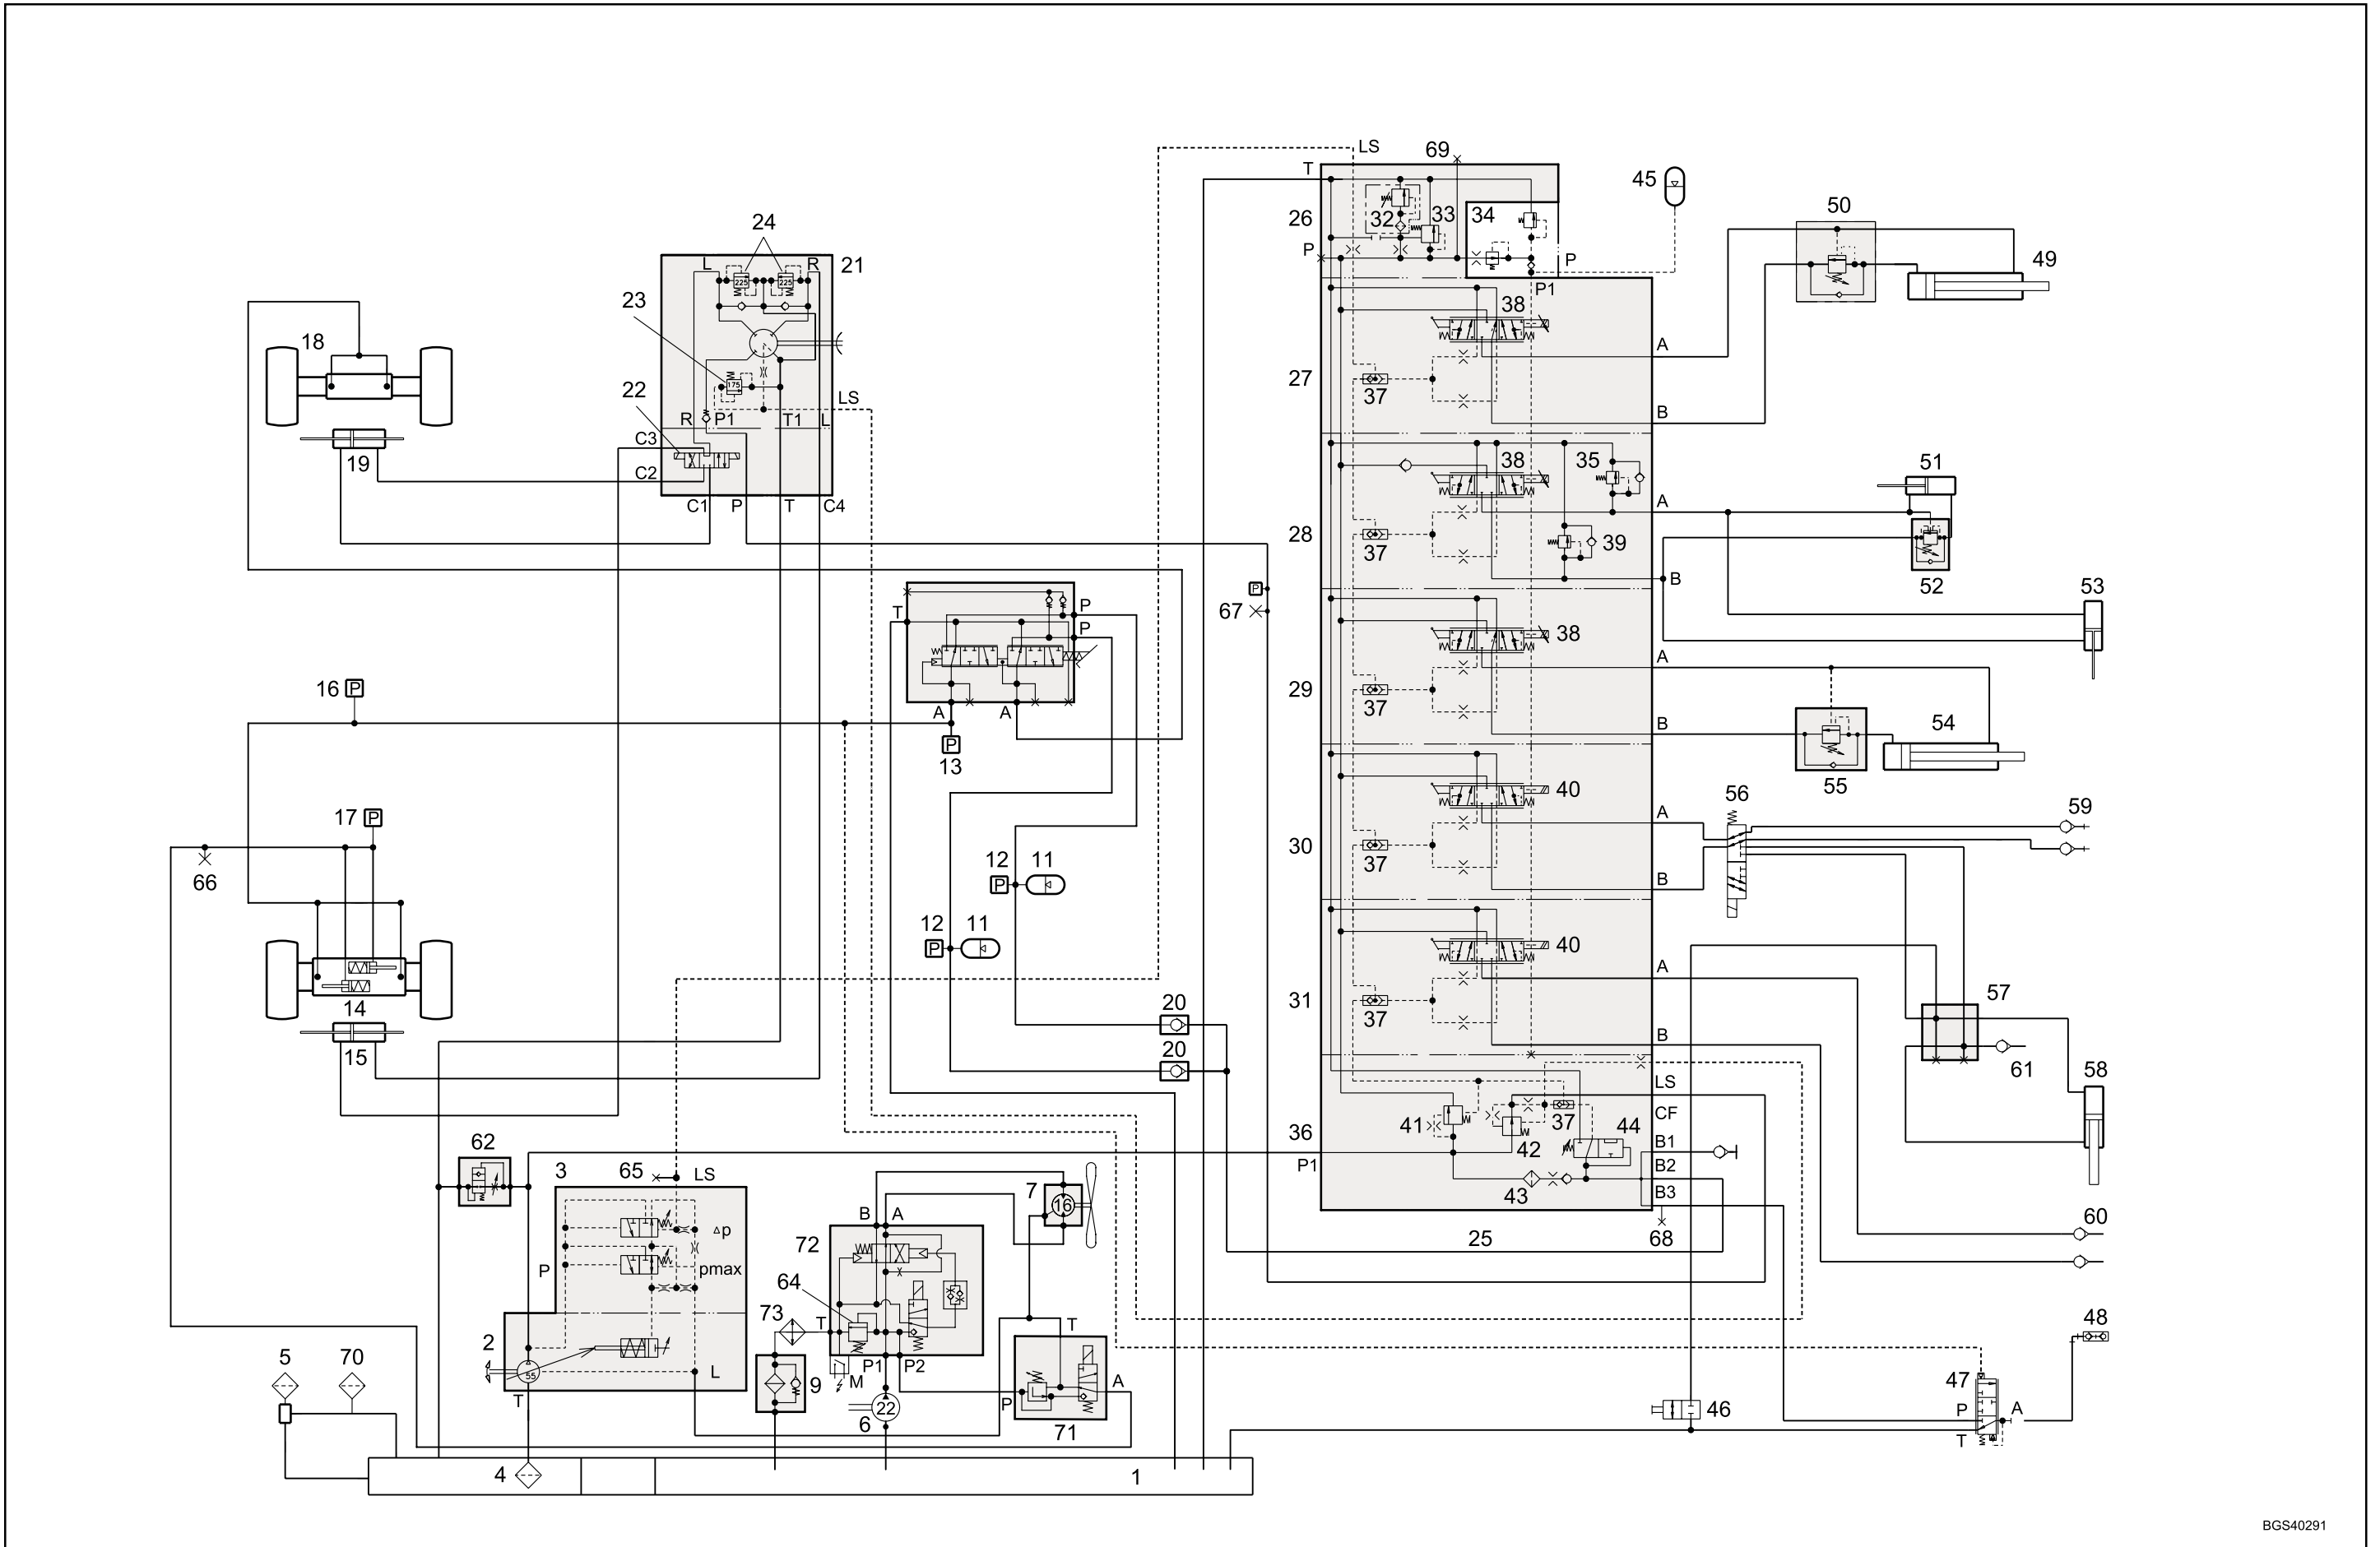 LS
69
T
45
26
32
33
34
50
P
P
49
P1
24
L
R
21
225
225
23
175
22
LS
R
P1
T1
L
C3
C2
C1
P
T
C4
18
19
38
A
27
37
B
38
35
51
A
28
37
39
B
52
53
P
67
T
P
P
38
A
29
37
B
54
55
16
P
A
A
P
13
40
56
59
A
30
37
B
17
P
66
12
11
P
12
11
P
40
A
31
37
B
57
61
58
14
15
20
20
LS
CF
41
37
44
42
B1
B2
B3
43
36
P1
68
25
60
62
3
65
LS
Δp
P
pmax
2
55
L
T
7
16
B
A
72
64
73
T
P1
P2
M
9
22
6
T
P
A
71
48
47
P
A
T
46
5
70
4
1
BGS40291